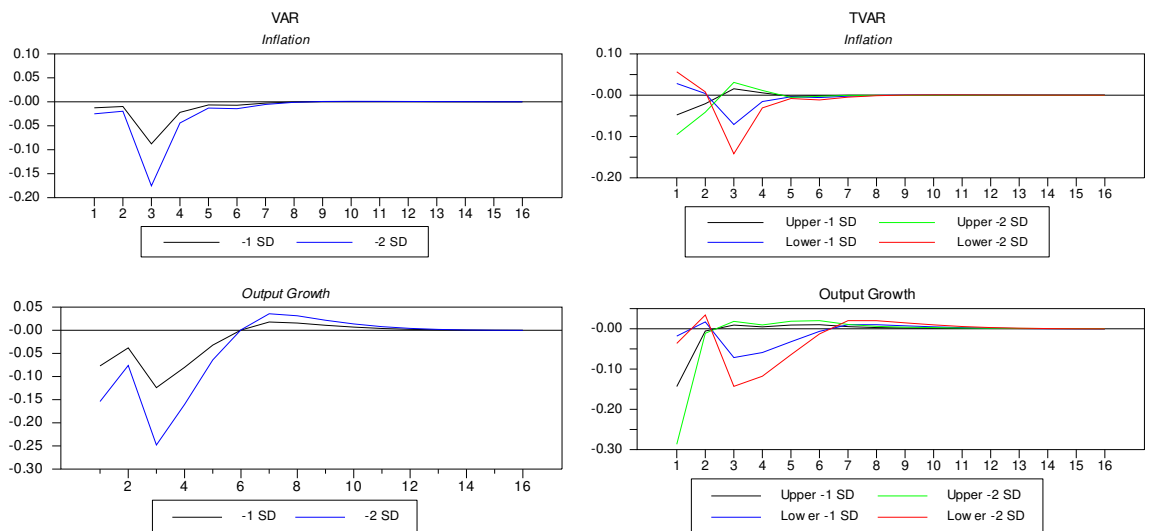 VAR
Inflation
0.10
0.05
-0.00
-0.05
-0.10
-0.15
-0.20
1 2 3 4 5 6 7 8 9 10 11 12 13 14 15 16
-1 SD -2 SD
TVAR
Inflation
0.10
-0.00
-0.10
-0.20
1 2 3 4 5 6 7 8 9 10 11 12 13 14 15 16
Upper -1 SD Upper -2 SD
Lower -1 SD Lower -2 SD
Output Growth
0.05
-0.00
-0.05
-0.10
-0.15
-0.20
-0.25
-0.30
2 4 6 8 10 12 14 16
-1 SD -2 SD
Output Growth
-0.00
-0.10
-0.20
-0.30
1 2 3 4 5 6 7 8 9 10 11 12 13 14 15 16
Upper -1 SD Upper -2 SD
Lower -1 SD Lower -2 SD